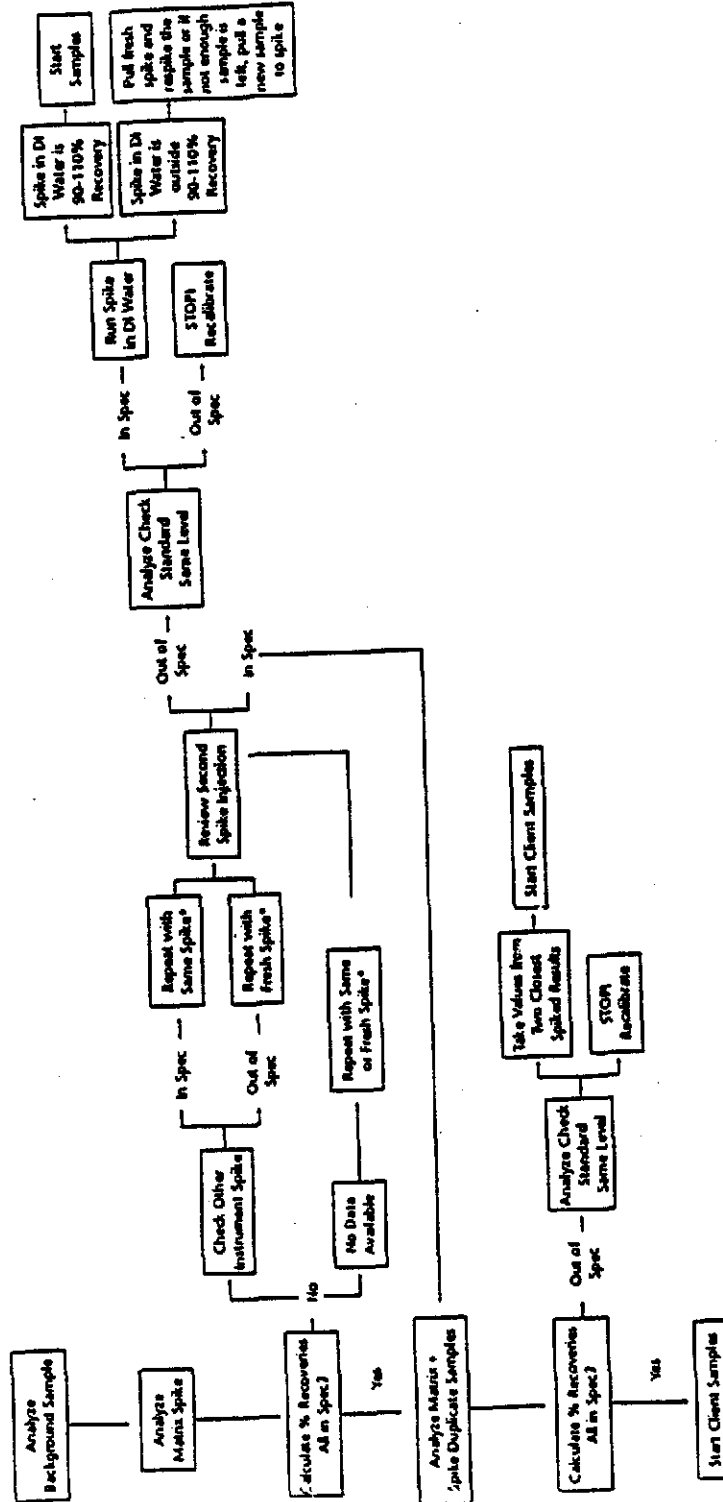 Analyze
Background Sample
Analyze
Matrix Spike
Calculate % Recoveries
All in Spec?
No
Yes
Check Other
Instrument Spike
In Spec
Out of
Spec
Repeat with
Same Spike*
Repeat with
Fresh Spike*
No Data
Available
Repeat with Same
or Fresh Spike*
Review Second
Spike Injection
Out of
Spec
In Spec
Analyze Check
Standard
Same Level
In Spec
Out of
Spec
Run Spike
in DI Water
STOP!
Recalibrate
Spike in DI
Water is
90-110%
Recovery
Start
Samples
Spike in DI
Water is
outside
90-110%
Recovery
Pull fresh
spike and
respike the
sample or if
not enough
sample is
left, pull a
new sample
to spike
Analyze Matrix +
Spike Duplicate Samples
Calculate % Recoveries
All in Spec?
Out of
Spec
Yes
Analyze Check
Standard
Same Level
Take Values from
Two Closest
Spiked Results
Start Client Samples
STOP!
Recalibrate
Start Client Samples